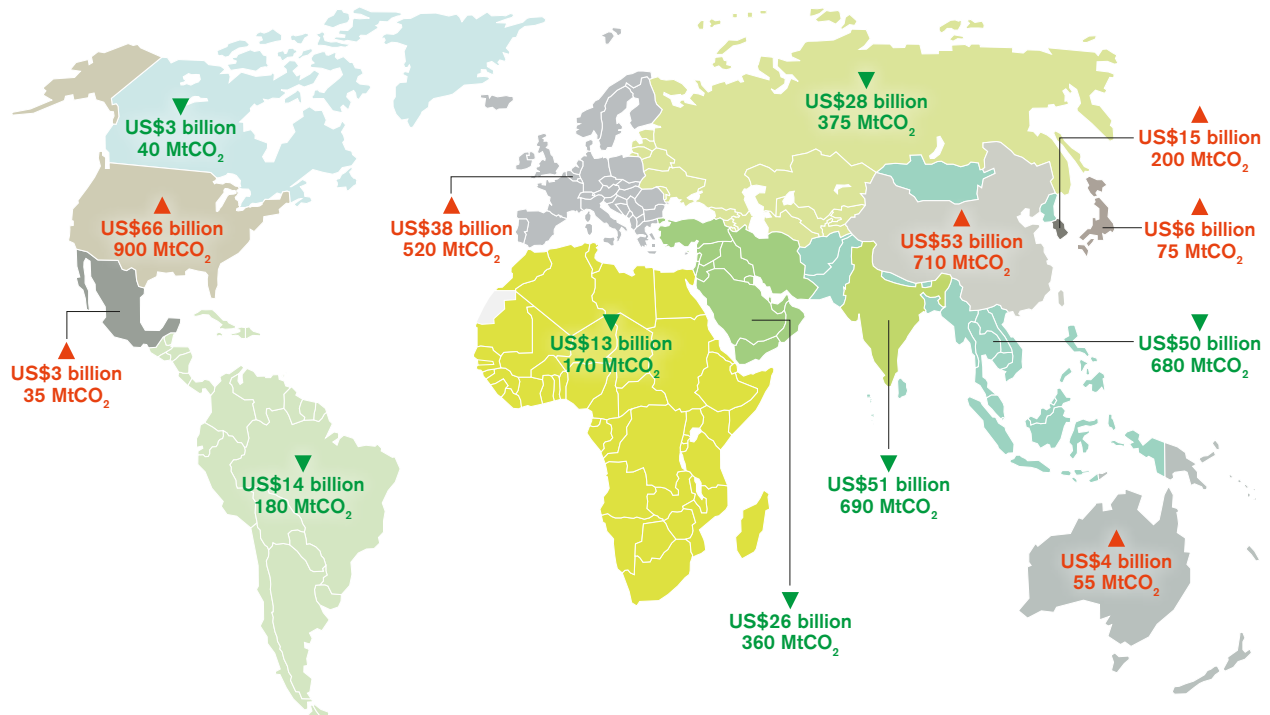 US$3 billion
40 MtCO₂
US$28 billion
375 MtCO₂
US$15 billion
200 MtCO₂
US$66 billion
900 MtCO₂
US$38 billion
520 MtCO₂
US$53 billion
710 MtCO₂
US$6 billion
75 MtCO₂
US$3 billion
35 MtCO₂
US$13 billion
170 MtCO₂
US$50 billion
680 MtCO₂
US$14 billion
180 MtCO₂
US$51 billion
690 MtCO₂
US$4 billion
55 MtCO₂
US$26 billion
360 MtCO₂